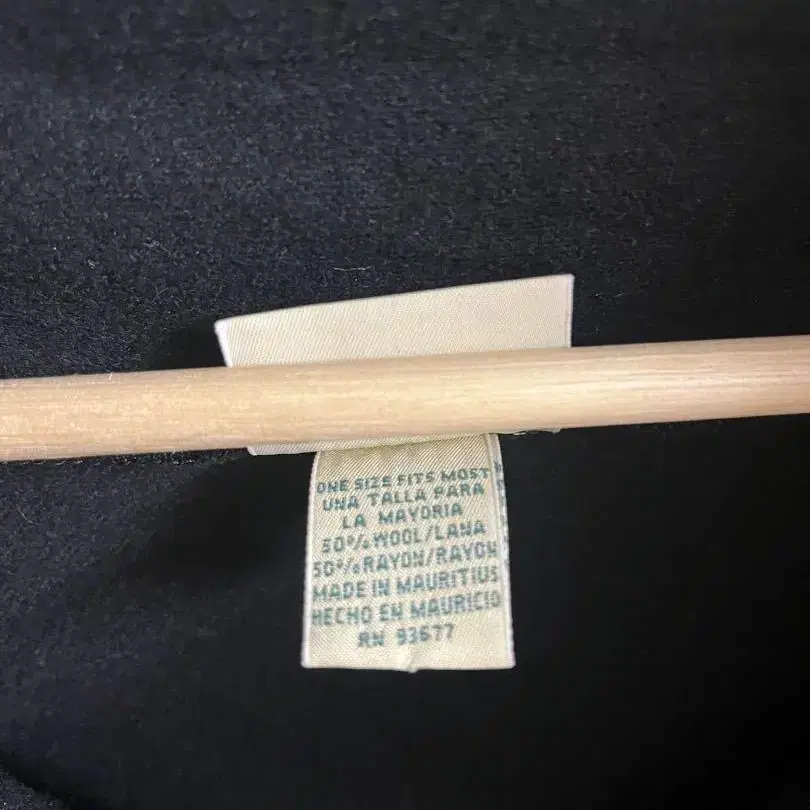 ONE SIZE FITS MOST
UNA TALLA PARA
LA MAYORIA
50% WOOL/LANA
50% RAYON/RAYON
MADE IN MAURITIUS
HECHO EN MAURICIO
RN 93677